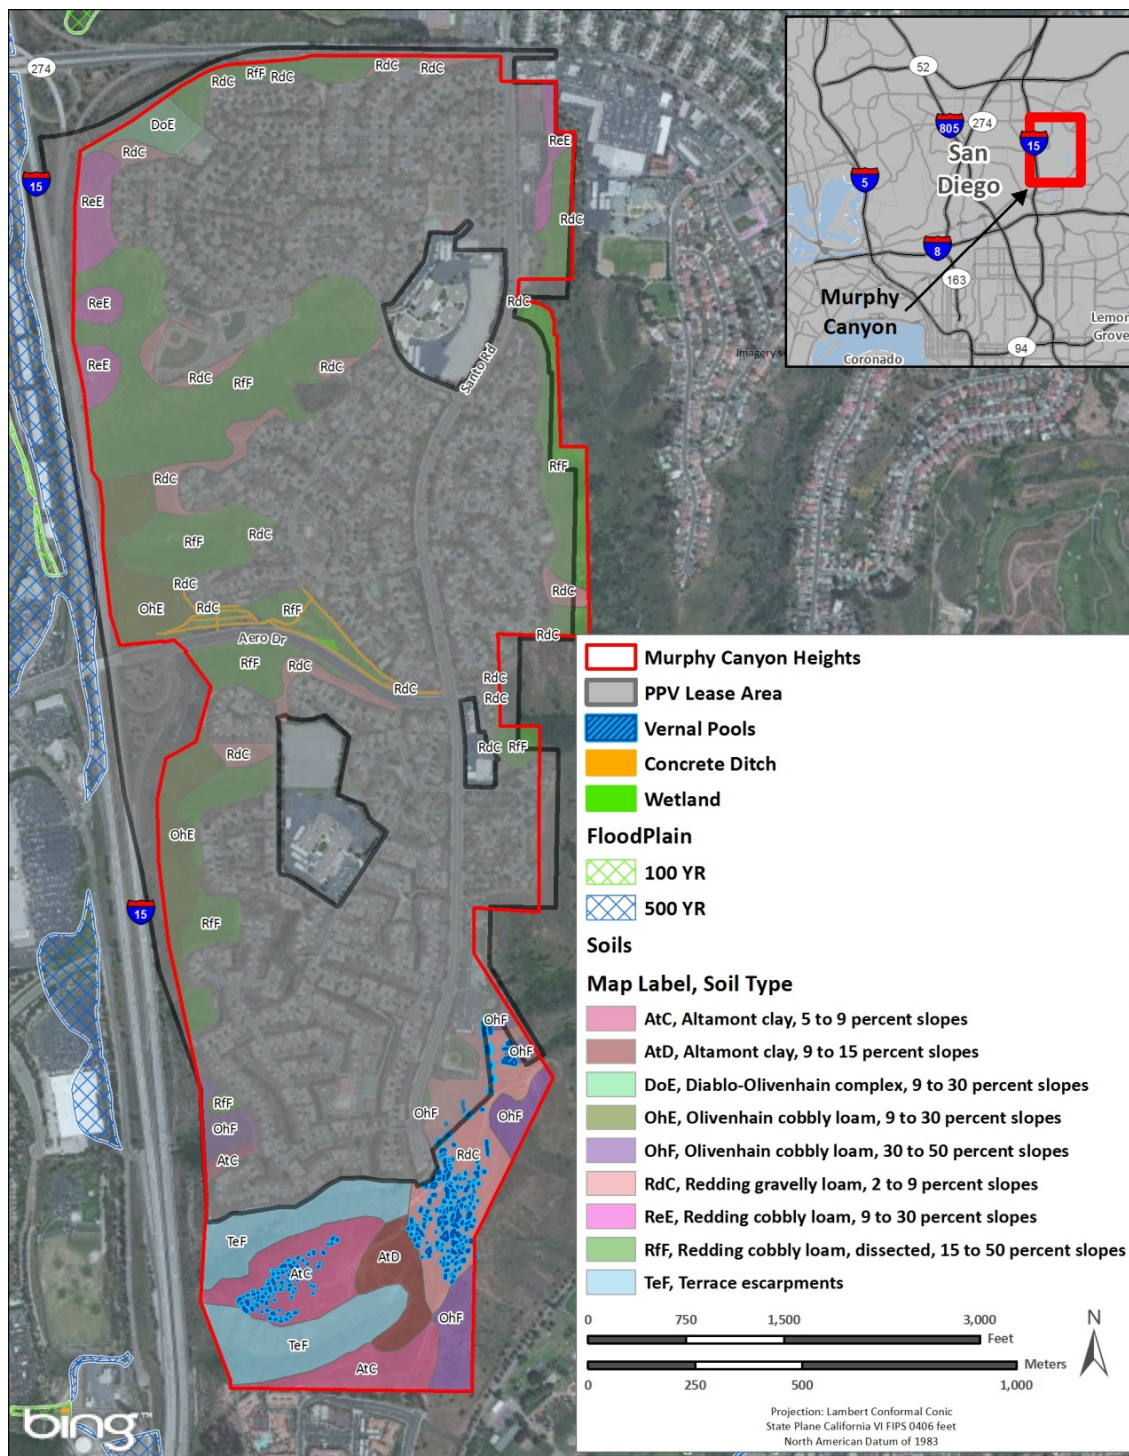 274
RdC
RfF
RdC
RdC
RdC
DoE
RdC
ReE
15
ReE
RdC
ReE
RdC
ReE
RdC
RfF
RdC
Santo Rd
RfF
RdC
RfF
RdC
RdC
RdC
OhE
RdC
RfF
Aero Dr
RdC
RfF
RdC
RdC
RdC
RdC
RdC
RfF
RdC
OhE
15
RfF
OhF
OhF
RfF
OhF
OhF
OhF
AtC
RdC
TeF
AtD
AtC
OhF
TeF
AtC
bing™
52
805
274
15
San
Diego
5
8
163
Murphy
Canyon
Lemon
Grove
94
Coronado
Imagery s
Murphy Canyon Heights
PPV Lease Area
Vernal Pools
Concrete Ditch
Wetland
FloodPlain
100 YR
500 YR
Soils
Map Label, Soil Type
AtC, Altamont clay, 5 to 9 percent slopes
AtD, Altamont clay, 9 to 15 percent slopes
DoE, Diablo-Olivenhain complex, 9 to 30 percent slopes
OhE, Olivenhain cobbly loam, 9 to 30 percent slopes
OhF, Olivenhain cobbly loam, 30 to 50 percent slopes
RdC, Redding gravelly loam, 2 to 9 percent slopes
ReE, Redding cobbly loam, 9 to 30 percent slopes
RfF, Redding cobbly loam, dissected, 15 to 50 percent slopes
TeF, Terrace escarpments
0 750 1,500 3,000
Feet
Meters
0 250 500 1,000
N
Projection: Lambert Conformal Conic
State Plane California VI FIPS 0406 feet
North American Datum of 1983